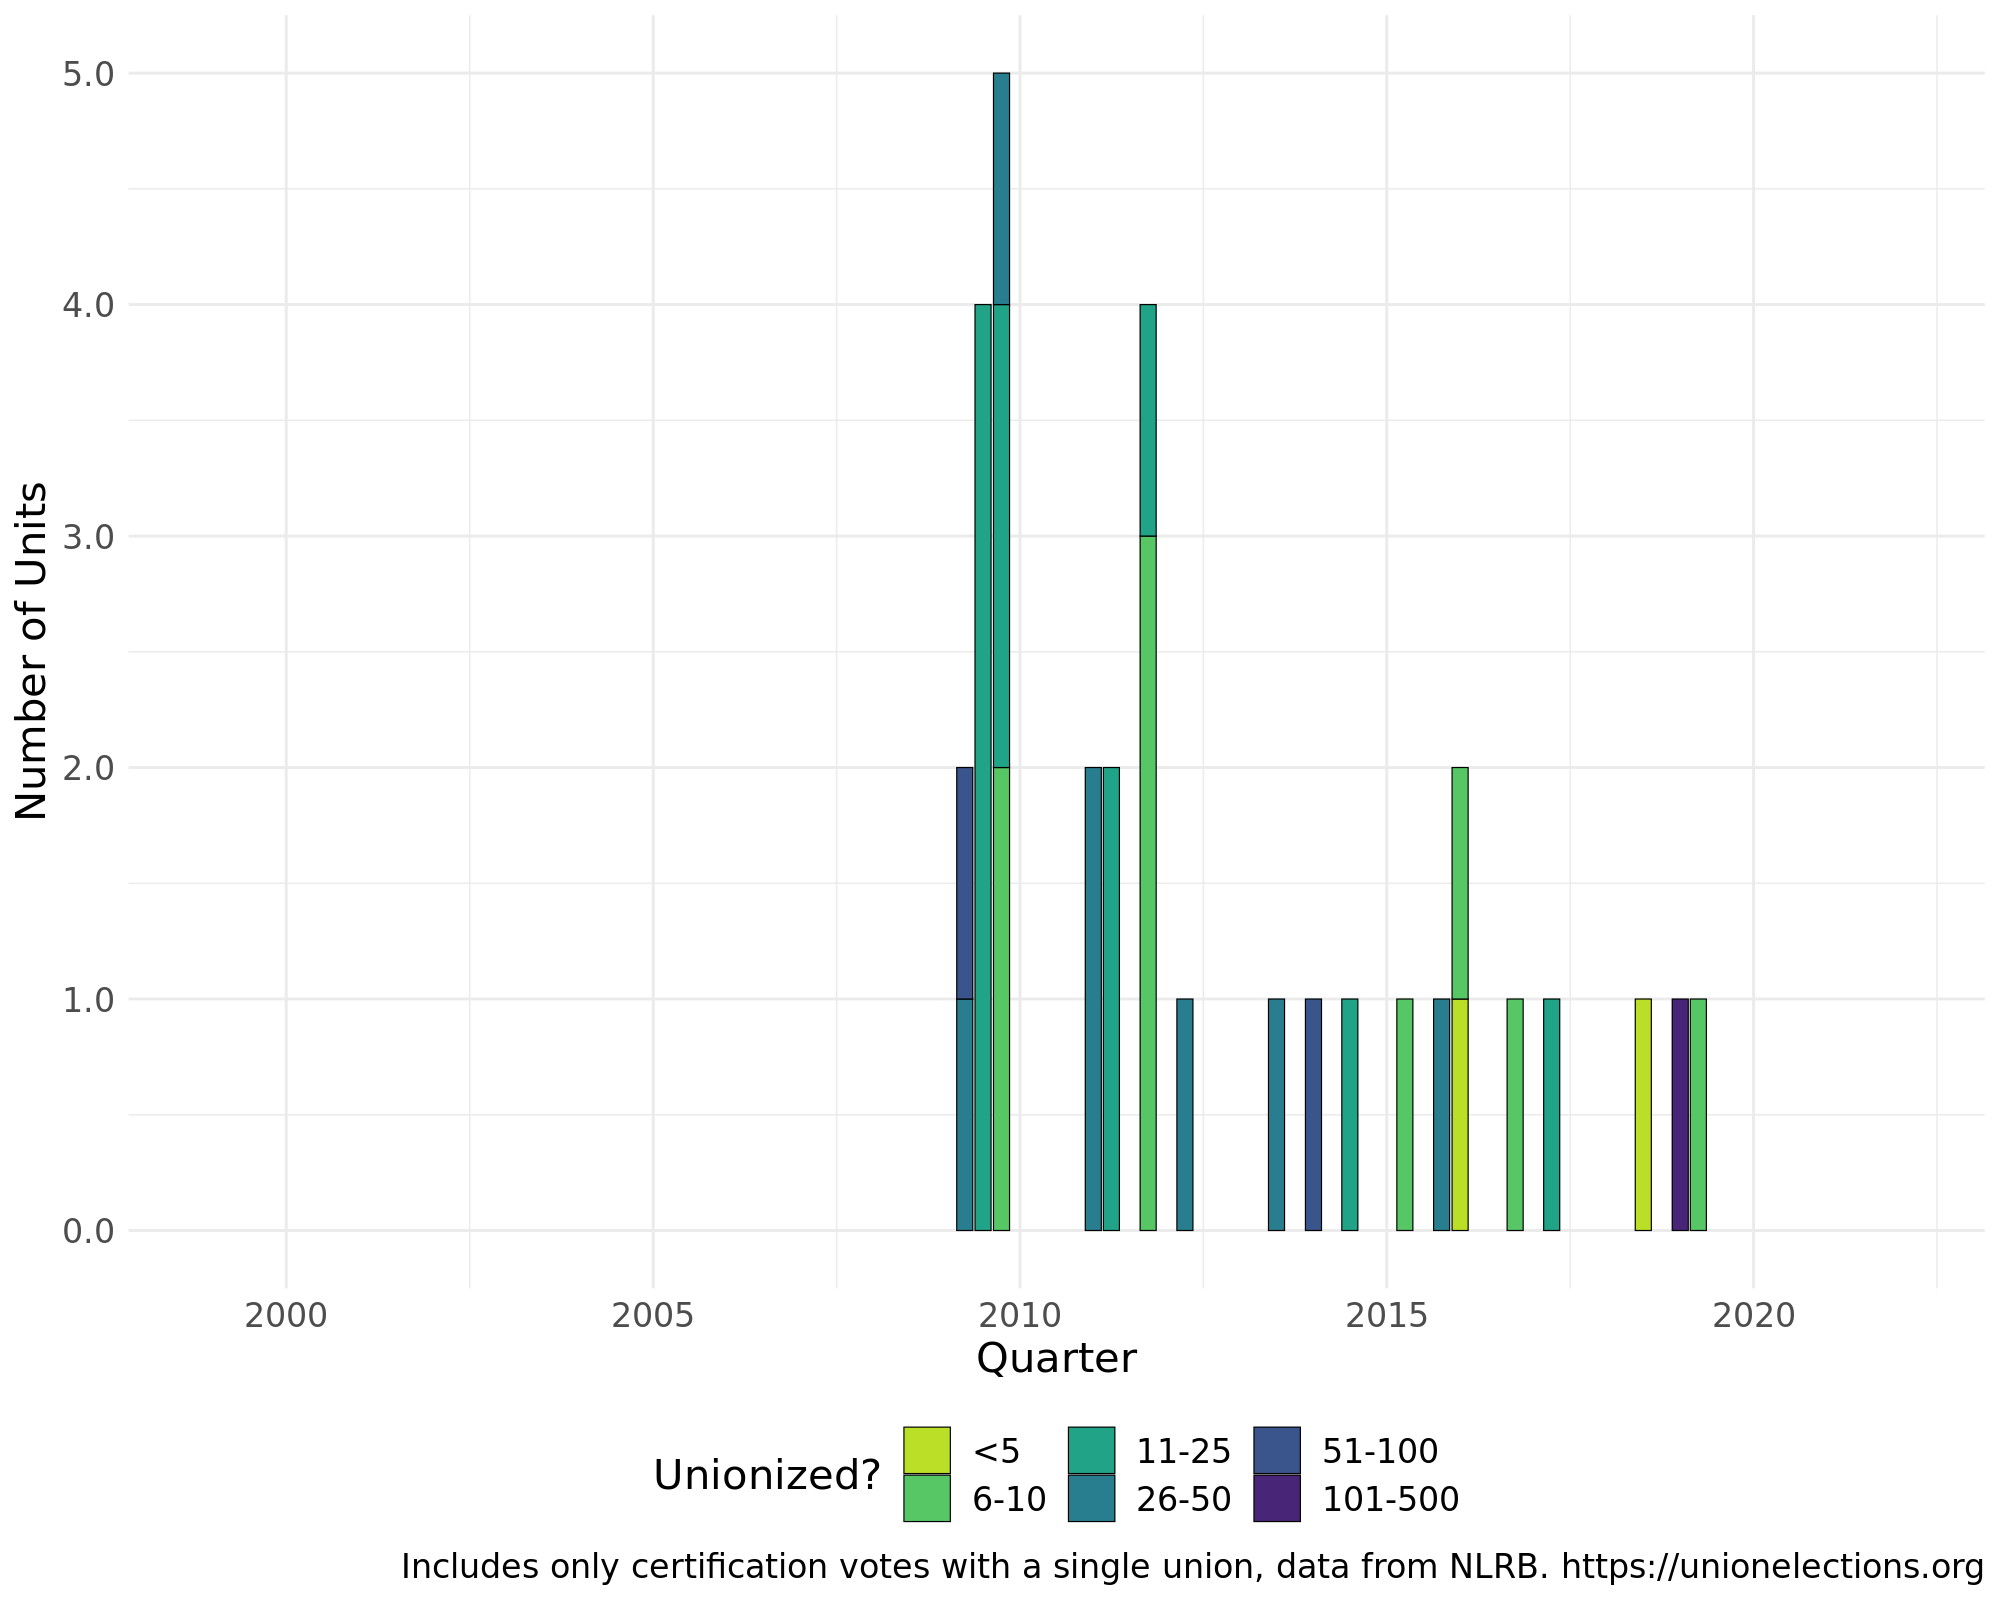 5.0
4.0
3.0
2.0
1.0
0.0
Number of Units
2000 2005 2010 2015 2020
Quarter
Unionized?
<5 11-25 51-100
6-10 26-50 101-500
Includes only certification votes with a single union, data from NLRB. https://unionelections.org